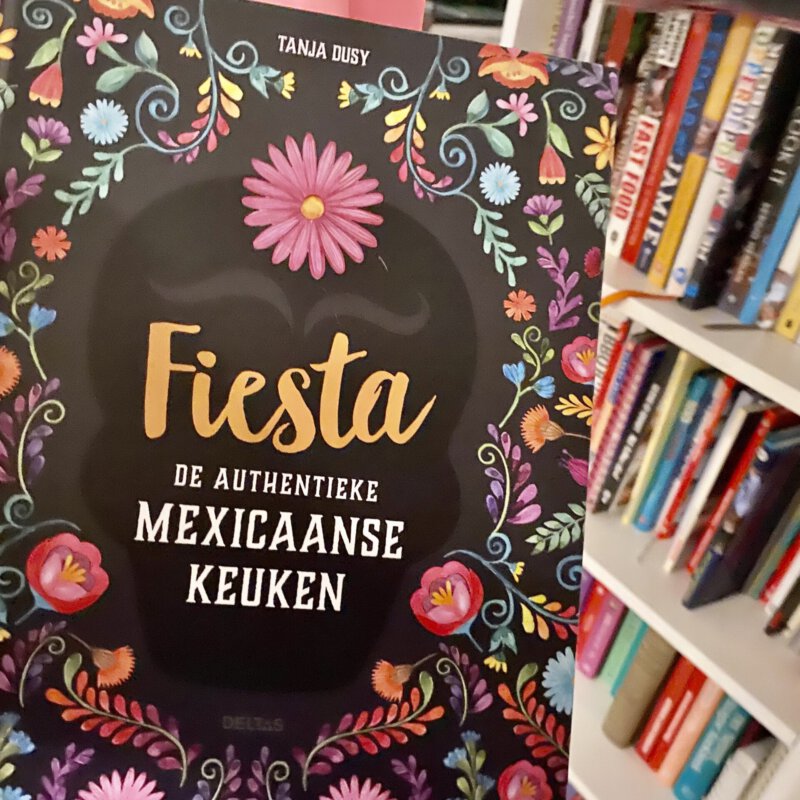 TANJA DUSY
Fiesta
DE AUTHENTIEKE
MEXICAANSE
KEUKEN
DELTAS
FAST FOOD
JAMIE